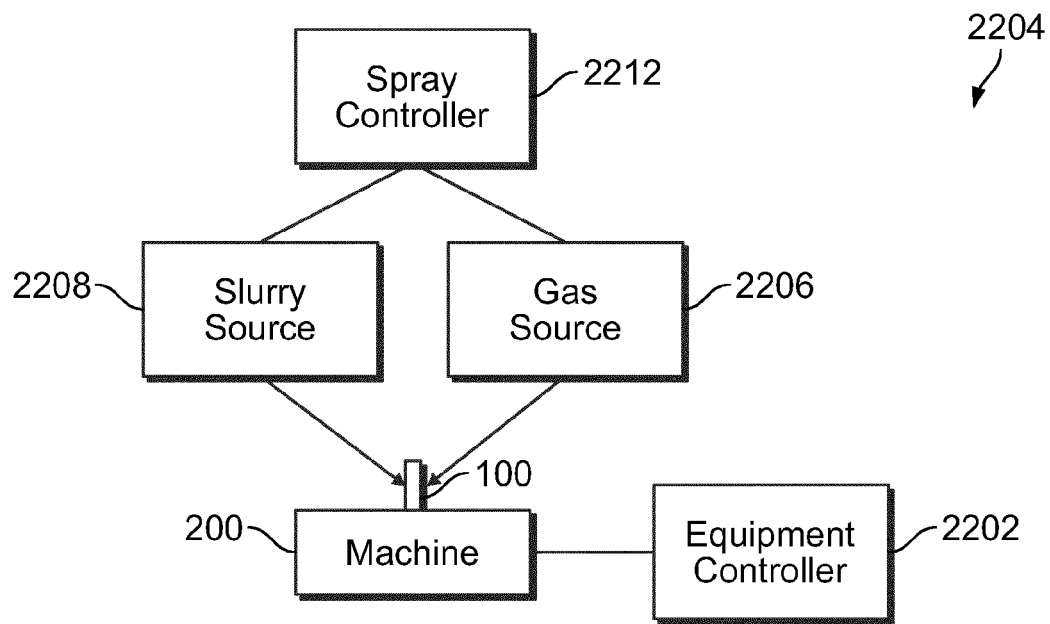 2204
Spray
Controller
2212
2208
Slurry
Source
Gas
Source
2206
100
200
Machine
Equipment
Controller
2202